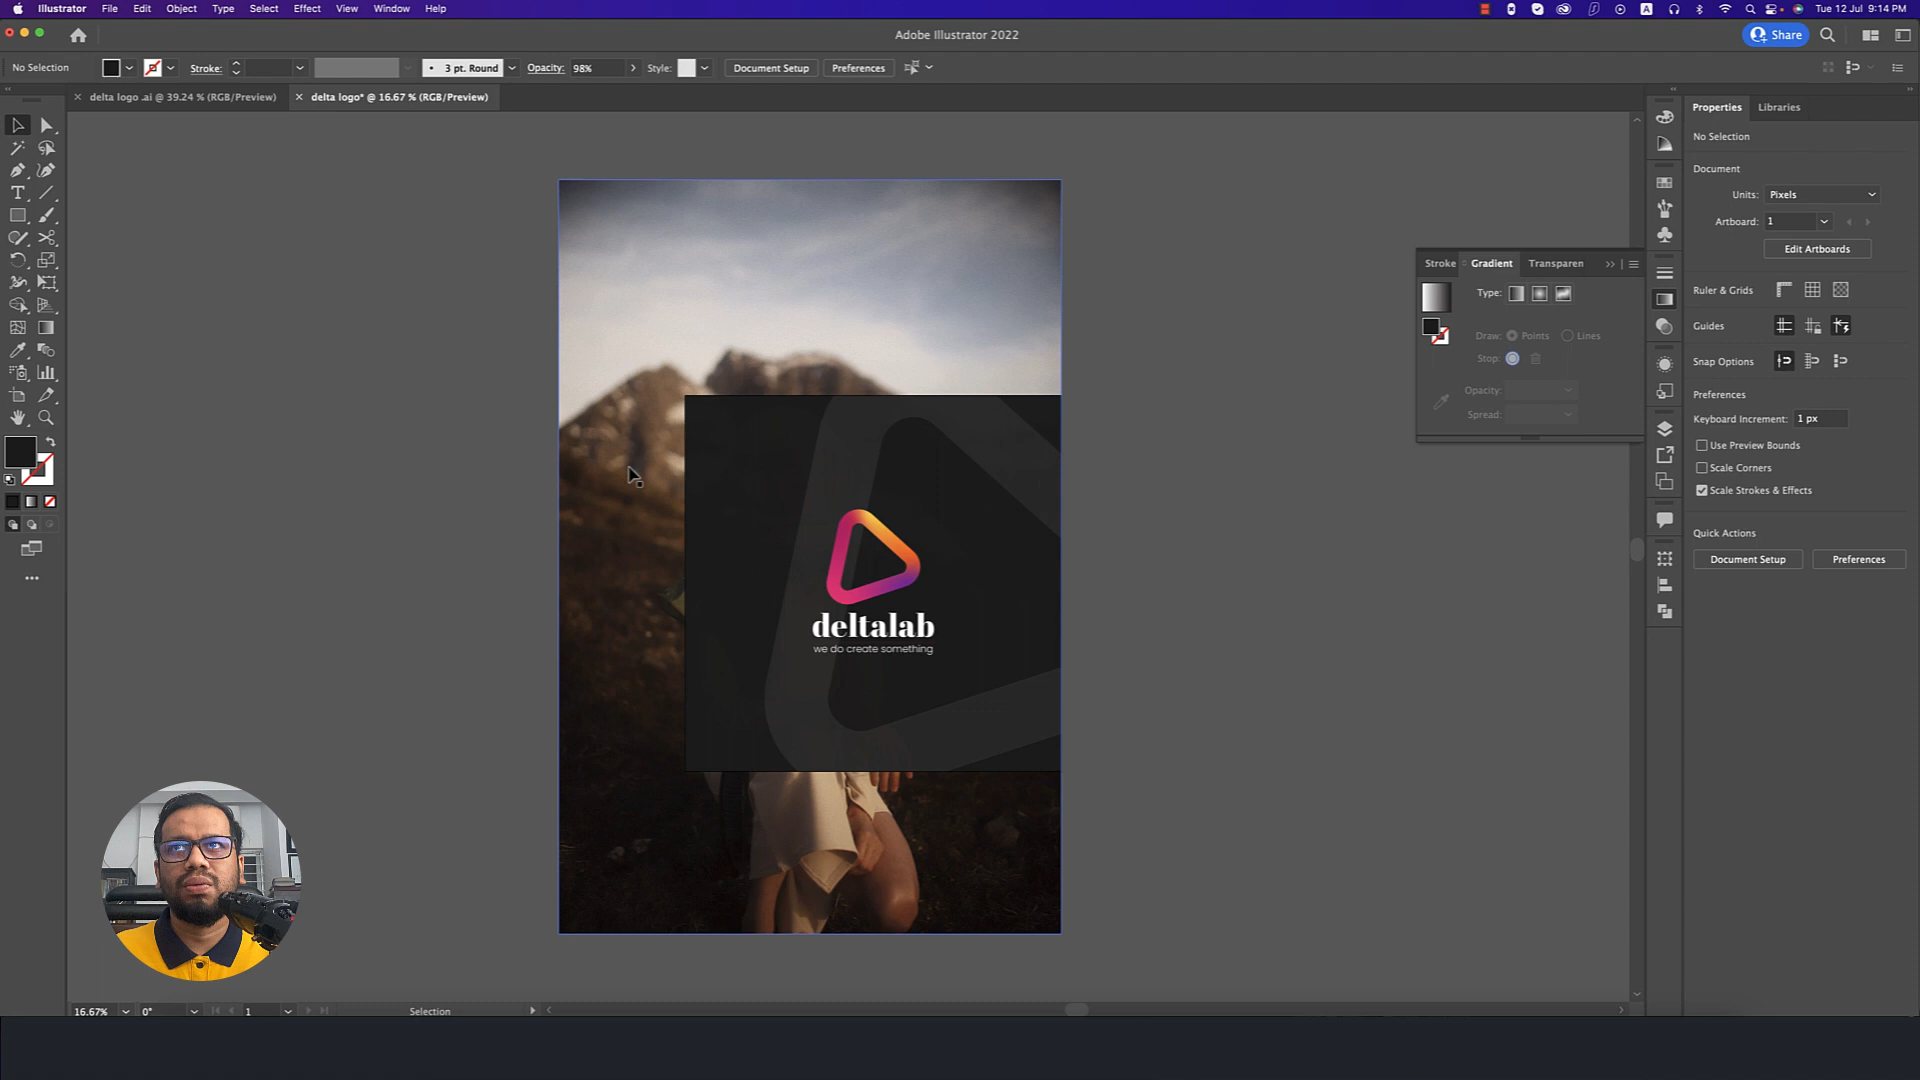 Illustrator File Edit Object Type Select Effect View Window Help
A Tue 12 Jul 9:14 PM
Adobe Illustrator 2022
Share
No Selection
Stroke:
3 pt. Round
Opacity: 98%
Style:
Document Setup
Preferences
delta logo .ai @ 39.24 % (RGB/Preview)
delta logo* @ 16.67 % (RGB/Preview)
Properties
Libraries
No Selection
Document
Units: Pixels
Artboard: 1
Edit Artboards
Ruler & Grids
Guides
Snap Options
Preferences
Keyboard Increment: 1 px
Use Preview Bounds
Scale Corners
Scale Strokes & Effects
Quick Actions
Document Setup
Preferences
Stroke Gradient Transparen
Type:
Draw: Points Lines
Stop:
Opacity:
Spread:
deltalab
we do create something
16.67% 0° 1 Selection